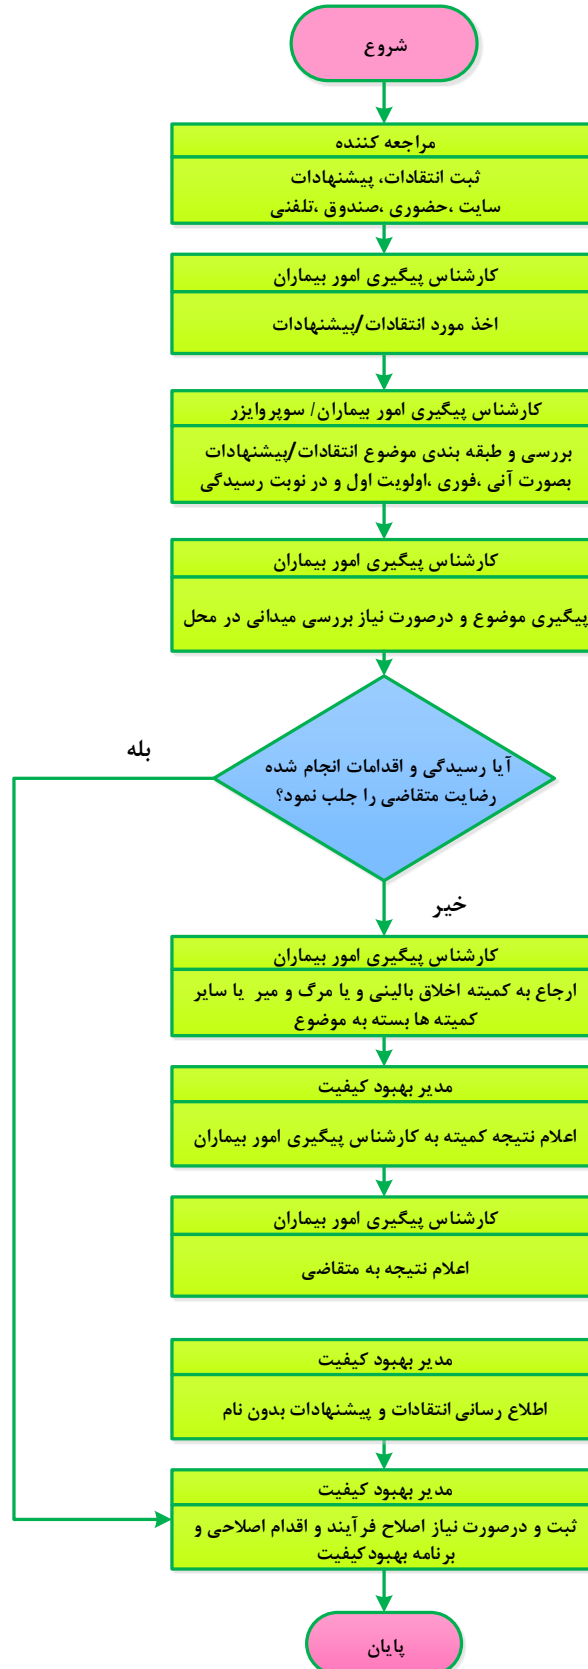 شروع
مراجعه کننده
ثبت انتقادات، پیشنهادات
سایت ،حضوری ،صندوق ،تلفنی
کارشناس پیگیری امور بیماران
اخذ مورد انتقادات/پیشنهادات
کارشناس پیگیری امور بیماران/ سوپروایزر
بررسی و طبقه بندی موضوع انتقادات/پیشنهادات
بصورت آنی ،فوری ،اولویت اول و در نوبت رسیدگی
کارشناس پیگیری امور بیماران
پیگیری موضوع و درصورت نیاز بررسی میدانی در محل
آیا رسیدگی و اقدامات انجام شده
رضایت متقاضی را جلب نمود؟
بله
خیر
کارشناس پیگیری امور بیماران
ارجاع به کمیته اخلاق بالینی و یا مرگ و میر یا سایر
کمیته ها بسته به موضوع
مدیر بهبود کیفیت
اعلام نتیجه کمیته به کارشناس پیگیری امور بیماران
کارشناس پیگیری امور بیماران
اعلام نتیجه به متقاضی
مدیر بهبود کیفیت
اطلاع رسانی انتقادات و پیشنهادات بدون نام
مدیر بهبود کیفیت
ثبت و درصورت نیاز اصلاح فرآیند و اقدام اصلاحی و
برنامه بهبود کیفیت
پایان